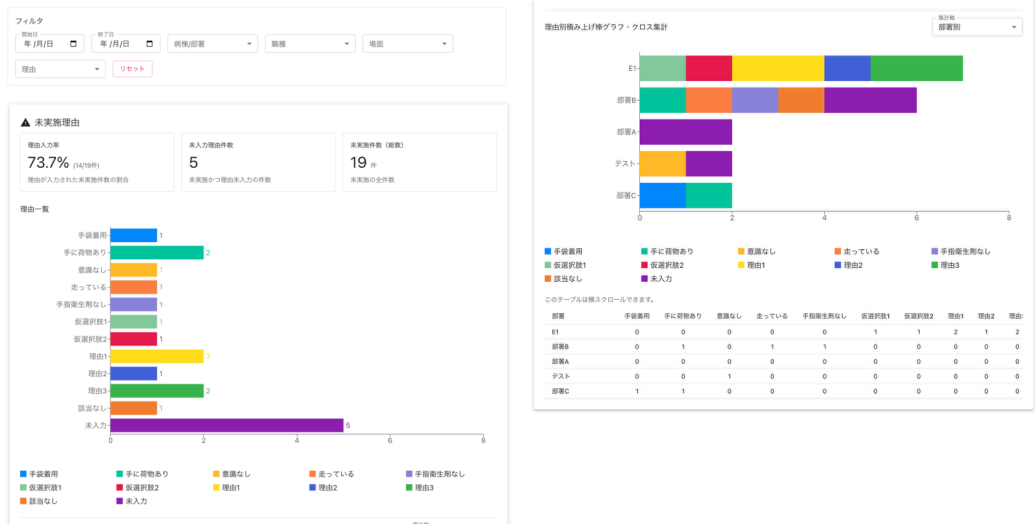 フィルタ
開始日 終了日
年 /月/日 年 /月/日 病棟/部署 職種 場面
理由 リセット
未実施理由
理由入力率 未入力理由件数 未実施件数（総数）
73.7% (14/19件) 5 19 件
理由が入力された未実施件数の割合 未実施かつ理由未入力の件数 未実施の全件数
理由一覧
手袋着用 1
手に荷物あり 2
意識なし 1
走っている 1
手指衛生剤なし 1
仮選択肢1 1
仮選択肢2 1
理由1 2
理由2 1
理由3 2
該当なし 1
未入力 5
0 2 4 6 8
手袋着用 手に荷物あり 意識なし 走っている 手指衛生剤なし
仮選択肢1 仮選択肢2 理由1 理由2 理由3
該当なし 未入力
理由別積み上げ棒グラフ・クロス集計
集計軸
部署別
E1
部署B
部署A
テスト
部署C
0 2 4 6 8
手袋着用 手に荷物あり 意識なし 走っている 手指衛生剤なし
仮選択肢1 仮選択肢2 理由1 理由2 理由3
該当なし 未入力
このテーブルは横スクロールできます。
部署 手袋着用 手に荷物あり 意識なし 走っている 手指衛生剤なし 仮選択肢1 仮選択肢2 理由1 理由2 理由
E1 0 0 0 0 0 1 1 2 1 2
部署B 0 1 0 1 1 0 0 0 0 0
部署A 0 0 0 0 0 0 0 0 0 0
テスト 0 0 1 0 0 0 0 0 0 0
部署C 1 1 0 0 0 0 0 0 0 0